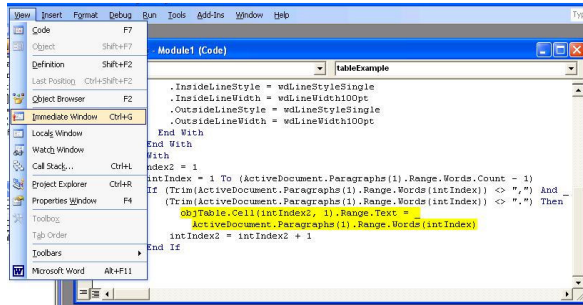 View Insert Format Debug Run Tools Add-Ins Window Help
Code F7
Object Shift+F7
Definition Shift+F2
Last Position Ctrl+Shift+F2
Object Browser F2
Immediate Window Ctrl+G
Locals Window
Watch Window
Call Stack... Ctrl+L
Project Explorer Ctrl+R
Properties Window F4
Toolbox
Tab Order
Toolbars
Microsoft Word Alt+F11
- Module1 (Code)
tableExample
.InsideLineStyle = wdLineStyleSingle
.InsideLineWidth = wdLineWidth100pt
.OutsideLineStyle = wdLineStyleSingle
.OutsideLineWidth = wdLineWidth100pt
End With
End With
With
ndex2 = 1
intIndex = 1 To (ActiveDocument.Paragraphs(1).Range.Words.Count - 1)
If (Trim(ActiveDocument.Paragraphs(1).Range.Words(intIndex)) <> ",") And _
(Trim(ActiveDocument.Paragraphs(1).Range.Words(intIndex)) <> ".") Then
objTable.Cell(intIndex2, 1).Range.Text = _
ActiveDocument.Paragraphs(1).Range.Words(intIndex)
intIndex2 = intIndex2 + 1
End If